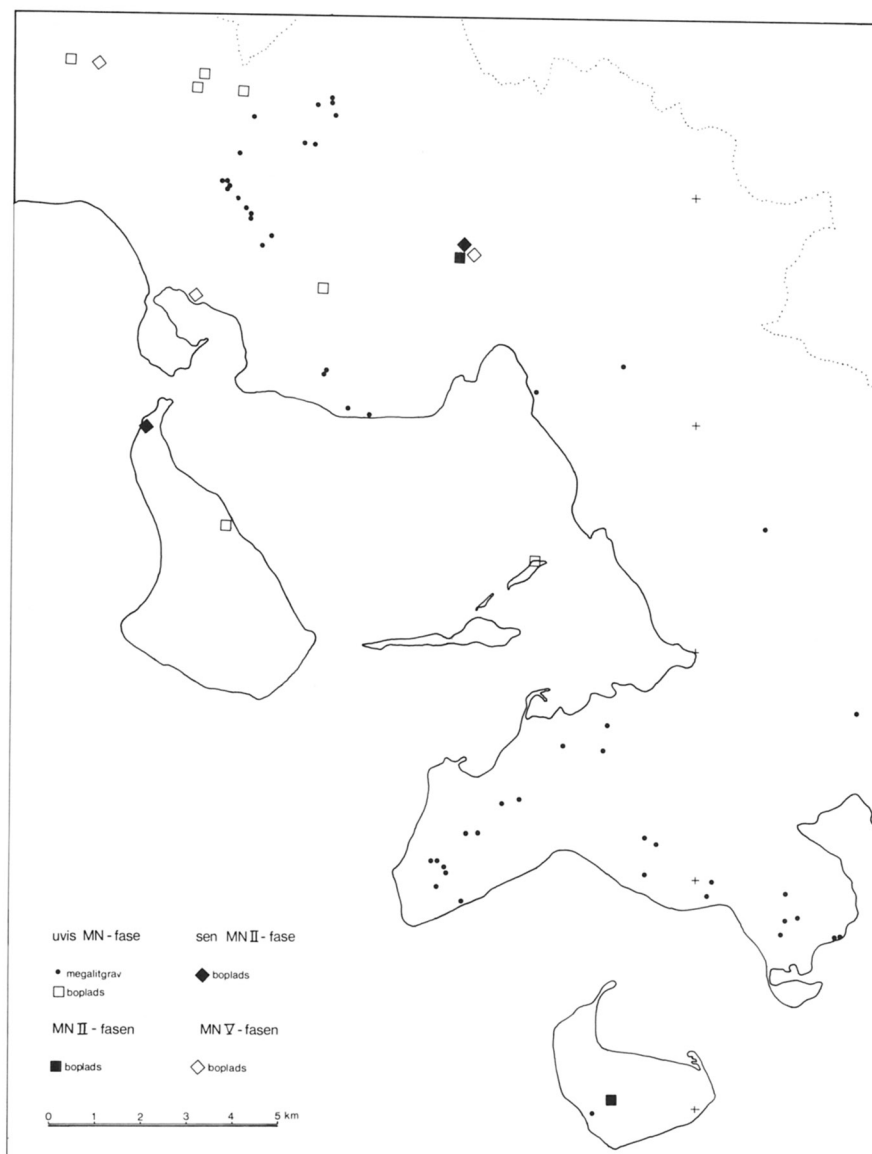 uvis MN - fase
megalitgrav
boplads
sen MN II - fase
boplads
MN II - fasen
boplads
MN V - fasen
boplads
0 1 2 3 4 5 km